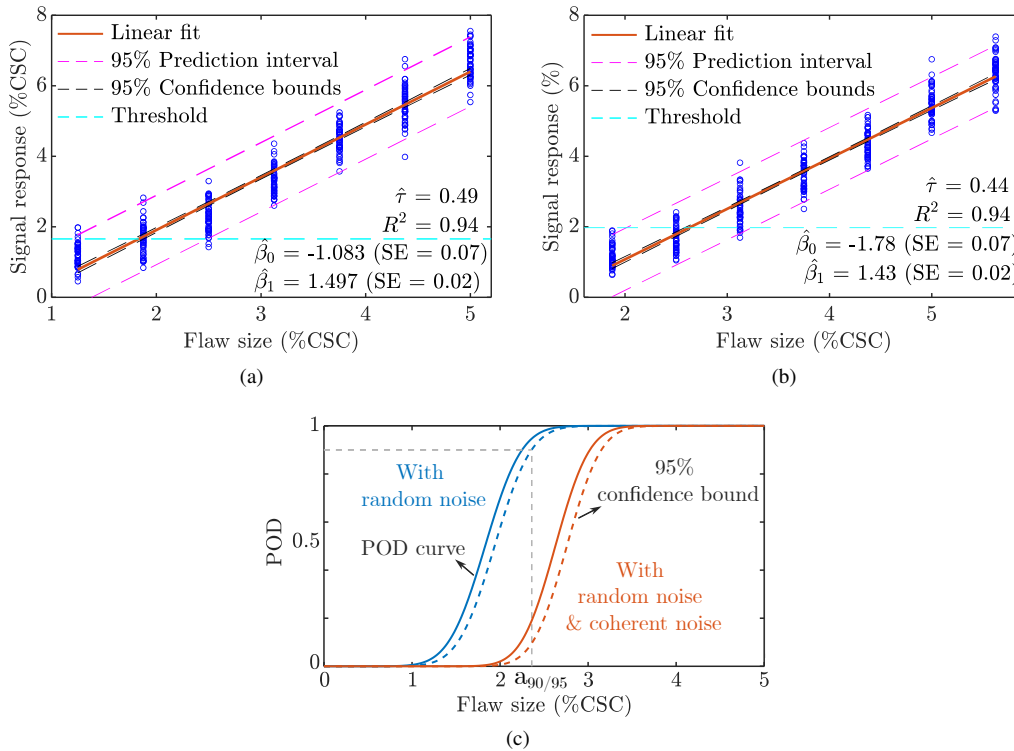 8
6
4
2
0
Signal response (%CSC)
Linear fit
95% Prediction interval
95% Confidence bounds
Threshold
τ̂ = 0.49
R² = 0.94
β̂₀ = -1.083 (SE = 0.07)
β̂₁ = 1.497 (SE = 0.02)
1 2 3 4 5
Flaw size (%CSC)
(a)
8
6
4
2
0
Signal response (%)
Linear fit
95% Prediction interval
95% Confidence bounds
Threshold
τ̂ = 0.44
R² = 0.94
β̂₀ = -1.78 (SE = 0.07)
β̂₁ = 1.43 (SE = 0.02)
2 3 4 5
Flaw size (%CSC)
(b)
1
0.5
0
POD
With
random noise
POD curve
95%
confidence bound
With
random noise
& coherent noise
0 1 2 3 4 5
a₉₀/₉₅
Flaw size (%CSC)
(c)